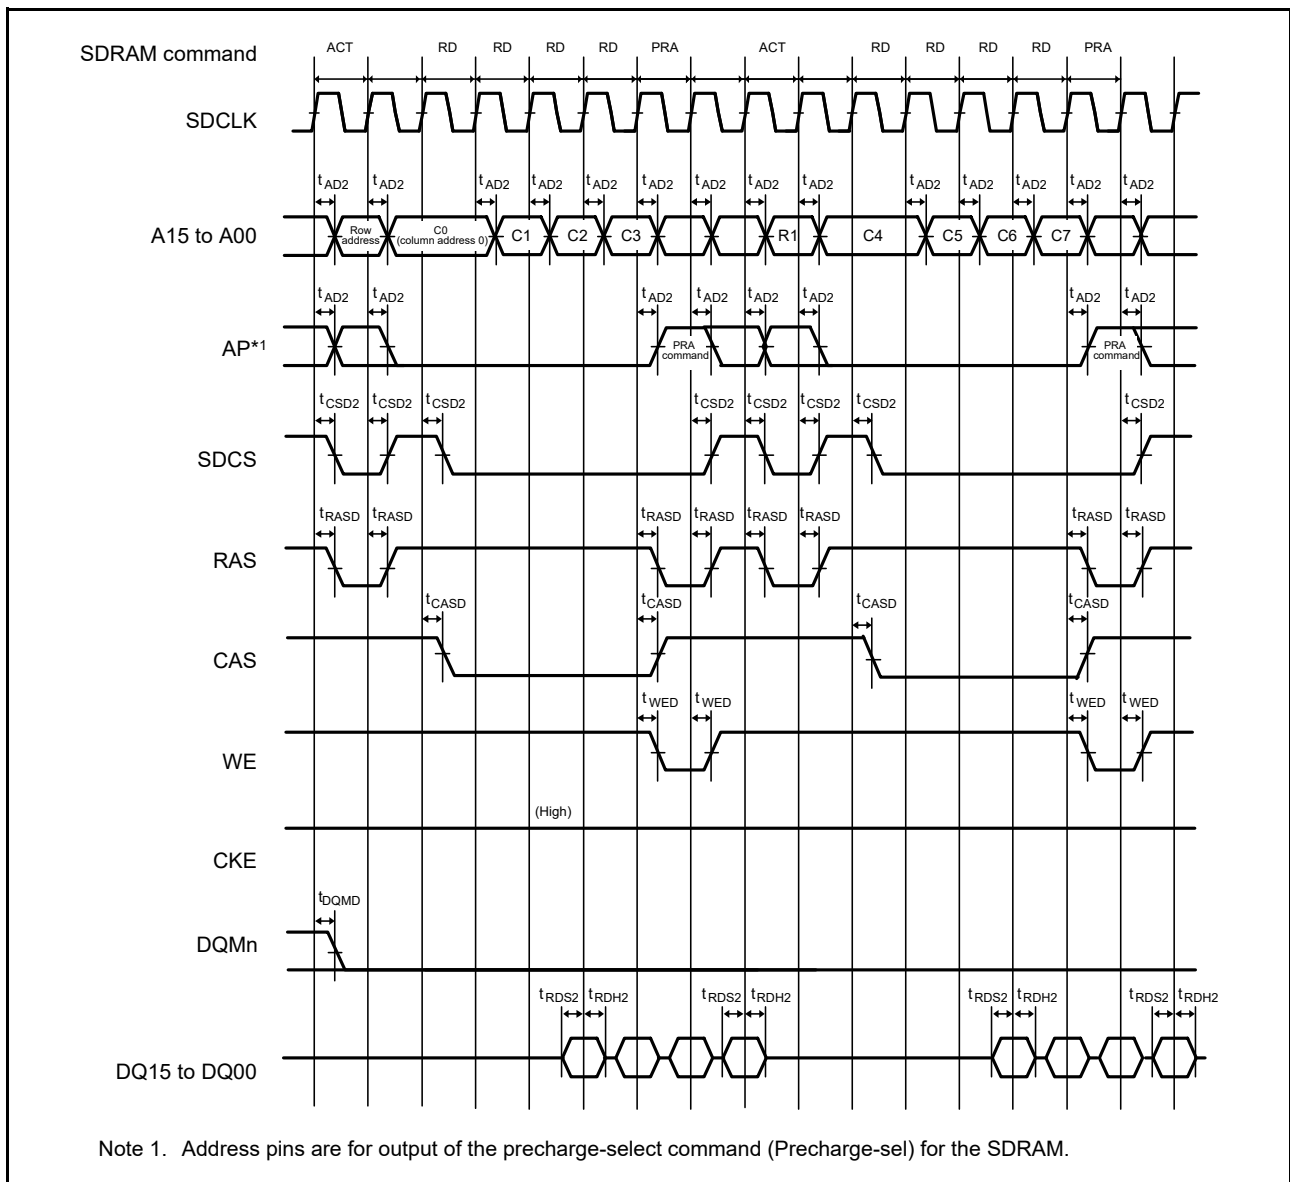 SDRAM command ACT RD RD RD RD PRA ACT RD RD RD RD PRA
SDCLK
tAD2 tAD2 tAD2 tAD2 tAD2 tAD2 tAD2 tAD2 tAD2 tAD2 tAD2 tAD2 tAD2 tAD2
A15 to A00
Row address
C0 (column address 0)
C1 C2 C3 R1 C4 C5 C6 C7
tAD2 tAD2 tAD2 tAD2 tAD2 tAD2 tAD2 tAD2
AP*1
PRA command
PRA command
tCSD2 tCSD2 tCSD2 tCSD2 tCSD2 tCSD2 tCSD2 tCSD2
SDCS
tRASD tRASD tRASD tRASD tRASD tRASD tRASD tRASD
RAS
tCASD tCASD tCASD tCASD
CAS
tWED tWED tWED tWED
WE
(High)
CKE
tDQMD
DQMn
tRDS2 tRDH2 tRDS2 tRDH2 tRDS2 tRDH2 tRDS2 tRDH2
DQ15 to DQ00
Note 1. Address pins are for output of the precharge-select command (Precharge-sel) for the SDRAM.